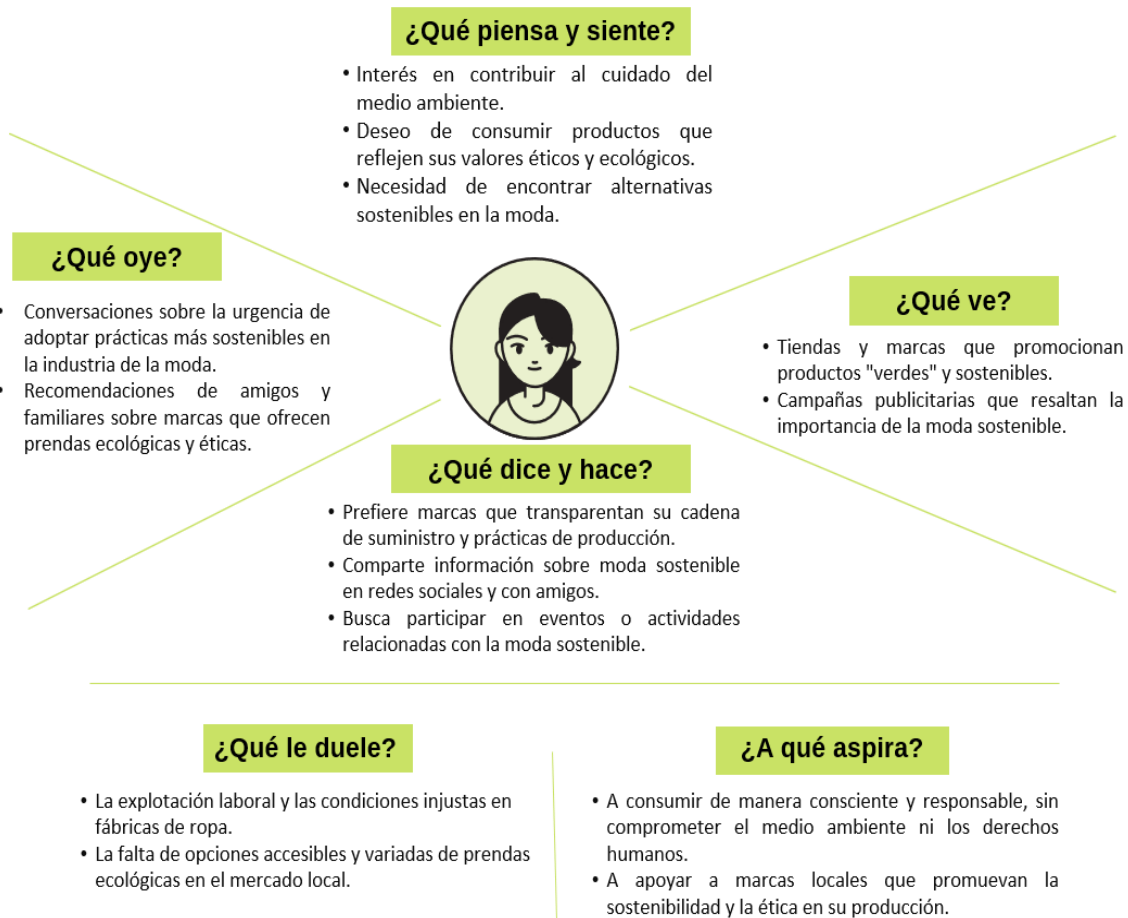 ¿Qué piensa y siente?
• Interés en contribuir al cuidado del
medio ambiente.
• Deseo de consumir productos que
reflejen sus valores éticos y ecológicos.
• Necesidad de encontrar alternativas
sostenibles en la moda.
¿Qué oye?
• Conversaciones sobre la urgencia de
adoptar prácticas más sostenibles en
la industria de la moda.
• Recomendaciones de amigos y
familiares sobre marcas que ofrecen
prendas ecológicas y éticas.
¿Qué ve?
• Tiendas y marcas que promocionan
productos "verdes" y sostenibles.
• Campañas publicitarias que resaltan la
importancia de la moda sostenible.
¿Qué dice y hace?
• Prefiere marcas que transparentan su cadena
de suministro y prácticas de producción.
• Comparte información sobre moda sostenible
en redes sociales y con amigos.
• Busca participar en eventos o actividades
relacionadas con la moda sostenible.
¿Qué le duele?
• La explotación laboral y las condiciones injustas en
fábricas de ropa.
• La falta de opciones accesibles y variadas de prendas
ecológicas en el mercado local.
¿A qué aspira?
• A consumir de manera consciente y responsable, sin
comprometer el medio ambiente ni los derechos
humanos.
• A apoyar a marcas locales que promuevan la
sostenibilidad y la ética en su producción.